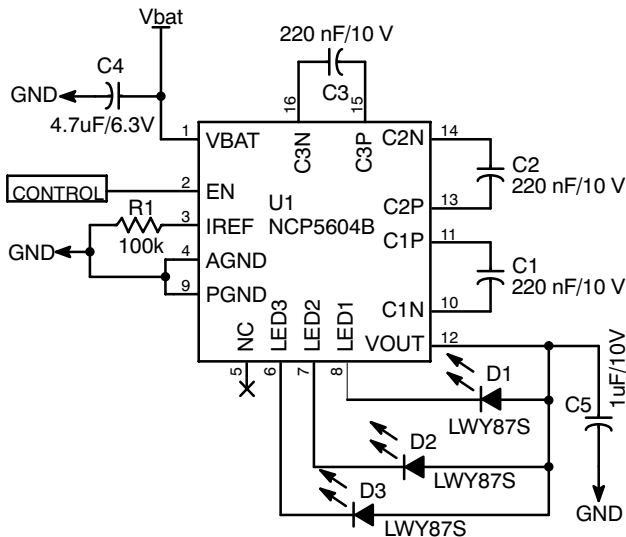 Vbat
220 nF/10 V
C4
GND
4.7uF/6.3V
C3
16
15
1
VBAT
C3N
C3P
C2N
14
C2
220 nF/10 V
CONTROL
2
EN
U1
NCP5604B
C2P
13
R1
100k
3
IREF
C1P
11
GND
4
AGND
C1
220 nF/10 V
9
PGND
C1N
10
NC
LED3
LED2
LED1
VOUT
12
5
6
7
8
1uF/10V
D1
LWY87S
C5
D2
LWY87S
D3
LWY87S
GND